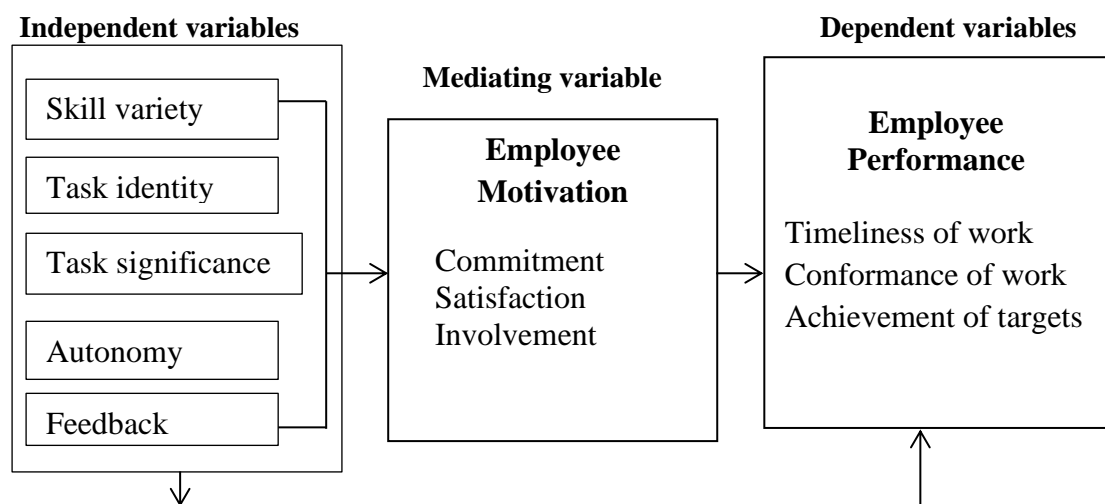 Independent variables
Skill variety
Task identity
Task significance
Autonomy
Feedback
Mediating variable
Employee
Motivation
Commitment
Satisfaction
Involvement
Dependent variables
Employee
Performance
Timeliness of work
Conformance of work
Achievement of targets